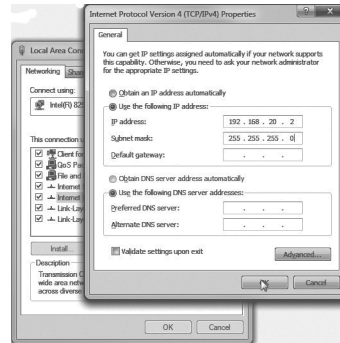 Internet Protocol Version 4 (TCP/IPv4) Properties
General
You can get IP settings assigned automatically if your network supports
this capability. Otherwise, you need to ask your network administrator
for the appropriate IP settings.
Obtain an IP address automatically
Use the following IP address:
IP address: 192 . 168 . 20 . 2
Subnet mask: 255 . 255 . 255 . 0
Default gateway: . . .
Obtain DNS server address automatically
Use the following DNS server addresses:
Preferred DNS server: . . .
Alternate DNS server: . . .
Validate settings upon exit
Advanced...
Cancel
Local Area Con
Networking
Connect using:
Intel(R) 825
This connection u
Client for
QoS Pac
File and
Internet
Internet
Link-Lay
Link-Lay
Install...
Description
Transmission C
wide area netw
across diverse
OK Cancel